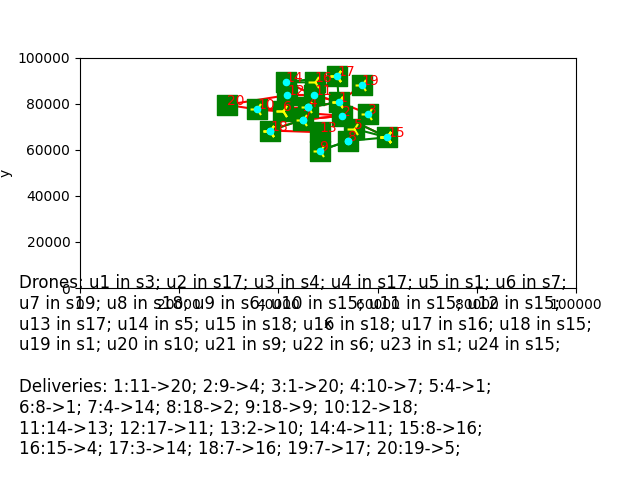 100000
80000
60000
40000
20000
0
y
0 20000 40000 60000 80000 100000
x
14
17
19
20
10
15
13
Drones: u1 in s3; u2 in s17; u3 in s4; u4 in s17; u5 in s1; u6 in s7;
u7 in s19; u8 in s18; u9 in s6; u10 in s15; u11 in s15; u12 in s15;
u13 in s17; u14 in s5; u15 in s18; u16 in s18; u17 in s16; u18 in s15;
u19 in s1; u20 in s10; u21 in s9; u22 in s6; u23 in s1; u24 in s15;
Deliveries: 1:11->20; 2:9->4; 3:1->20; 4:10->7; 5:4->1;
6:8->1; 7:4->14; 8:18->2; 9:18->9; 10:12->18;
11:14->13; 12:17->11; 13:2->10; 14:4->11; 15:8->16;
16:15->4; 17:3->14; 18:7->16; 19:7->17; 20:19->5;